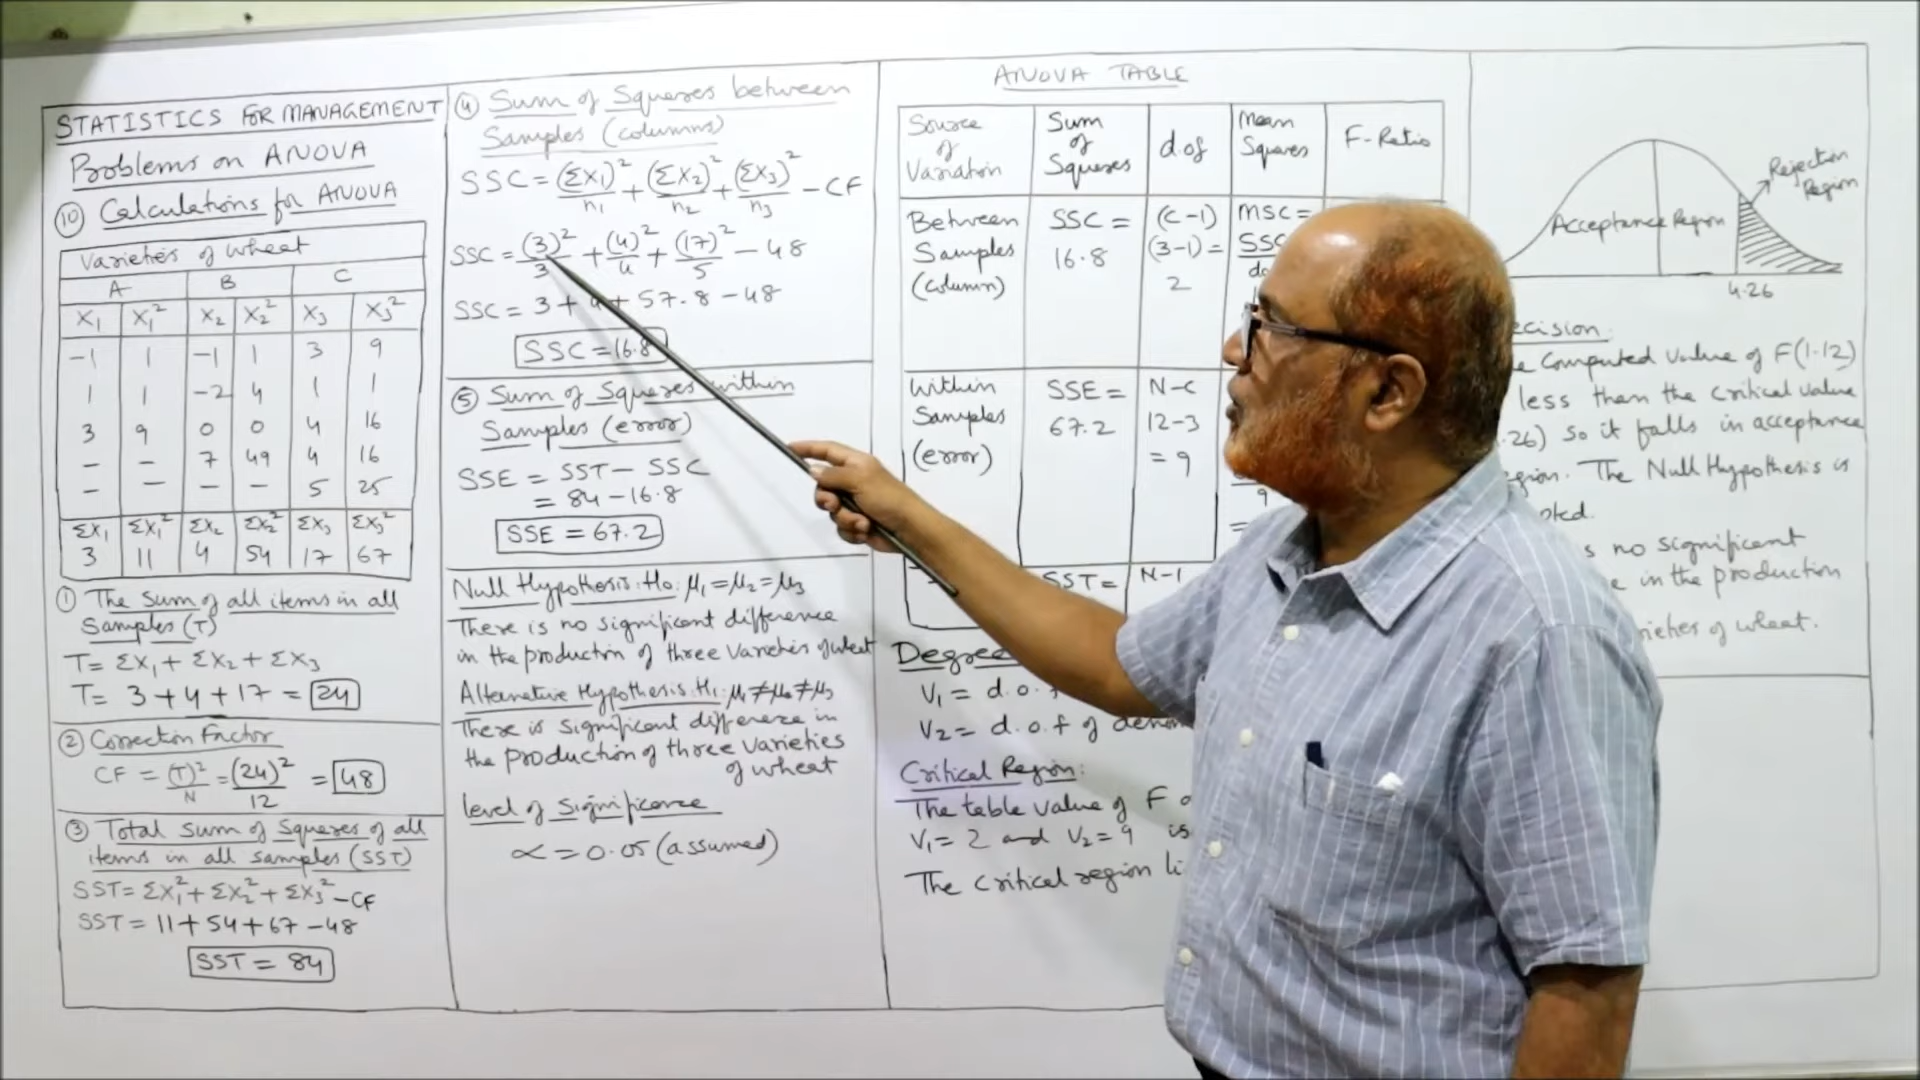 STATISTICS FOR MANAGEMENT
Problems on ANOVA
⑩ Calculations for ANOVA
Varieties of wheat
A B C
X₁ X₁² X₂ X₂² X₃ X₃²
-1 1 -1 1 3 9
1 1 -2 4 1 1
3 9 0 0 4 16
- - 7 49 4 16
- - - - 5 25
ΣX₁ ΣX₁² ΣX₂ ΣX₂² ΣX₃ ΣX₃²
3 11 4 54 17 67
① The Sum of all items in all
Samples (T)
T= ΣX₁ + ΣX₂ + ΣX₃
T= 3+4+17 = 24
② Correction Factor
CF = (T)²/N = (24)²/12 = 48
③ Total Sum of Squares of all
items in all samples (SST)
SST= ΣX₁² + ΣX₂² + ΣX₃² - CF
SST = 11+54+67-48
SST = 84
④ Sum of Squares between
Samples (columns)
SSC = (ΣX₁)²/n₁ + (ΣX₂)²/n₂ + (ΣX₃)²/n₃ - CF
SSC = (3)²/3 + (4)²/4 + (17)²/5 - 48
SSC = 3+4+57.8-48
SSC = 16.8
⑤ Sum of Squares within
Samples (error)
SSE = SST - SSC
= 84-16.8
SSE = 67.2
Null Hypothesis: H₀: μ₁=μ₂=μ₃
There is no significant difference
in the production of three varieties of wheat
Alternative Hypothesis: H₁: μ₁≠μ₂≠μ₃
There is significant difference in
the production of three varieties
of wheat
level of significance
α = 0.05 (assumed)
ANOVA TABLE
Source of Variation Sum of Squares d.of Mean Squares F-Ratio
Between SSC = (C-1) MSC=
Samples 16.8 (3-1)= SSC
(column) 2
Within SSE = N-C
Samples 67.2 12-3
(error) = 9
9
=
SST= N-1
V₁ = d.o.f
V₂= d.o.f of
Critical Region:
The table value of F
V₁=2 and V₂=9 is
The critical region
Acceptance Region
Rejection
Region
4.26
Computed value of F(1.12)
less than the critical value
.26) so it falls in acceptance
The Null Hypothesis is
no significant
in the production
of wheat.